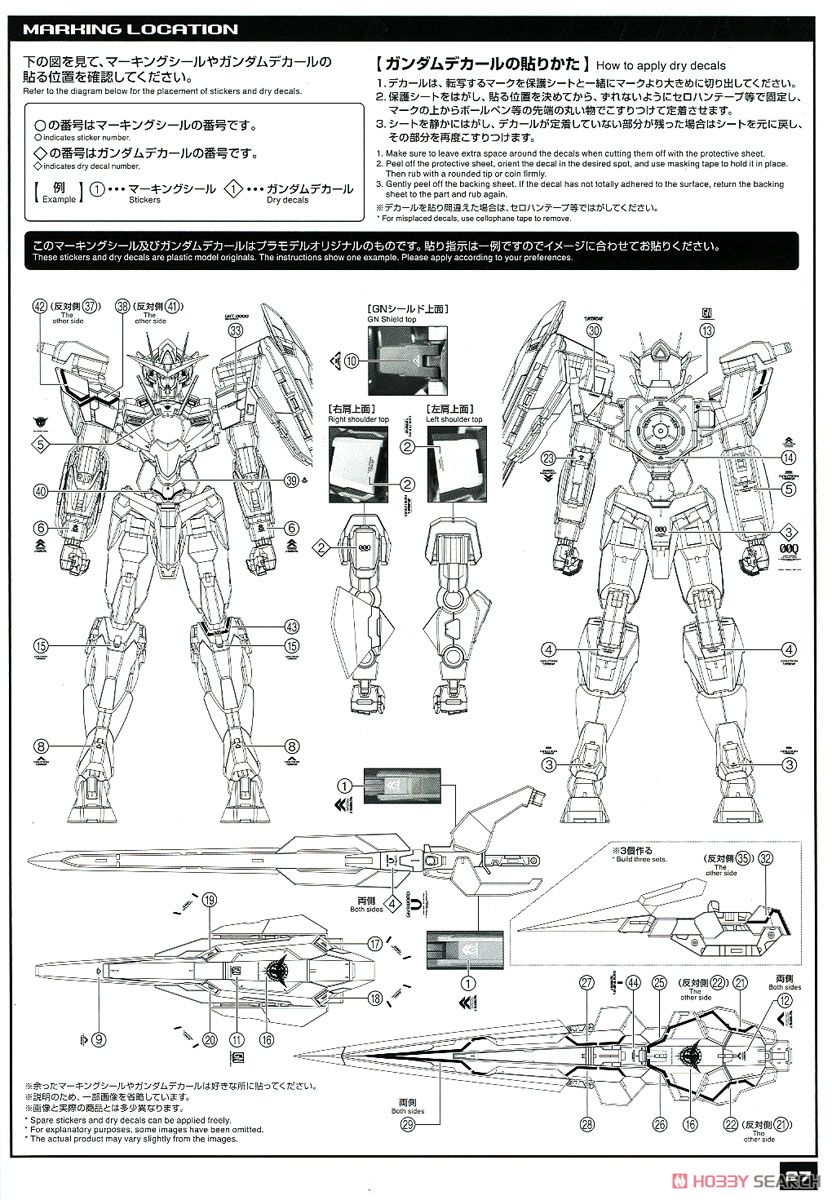 MARKING LOCATION
下の図を見て、マーキングシールやガンダムデカールの
貼る位置を確認してください。
Refer to the diagram below for the placement of stickers and dry decals.
○の番号はマーキングシールの番号です。
○indicates sticker number.
◇の番号はガンダムデカールの番号です。
◇indicates dry decal number.
【 例 】 ①・・・マーキングシール ◇1・・・ガンダムデカール
Example Stickers Dry decals
【 ガンダムデカールの貼りかた 】 How to apply dry decals
1. デカールは、転写するマークを保護シートと一緒にマークより大きめに切り出してください。
2. 保護シートをはがし、貼る位置を決めてから、ずれないようにセロハンテープ等で固定し、
マークの上からボールペン等の先端の丸い物でこすりつけて定着させます。
3. シートを静かにはがし、デカールが定着していない部分が残った場合はシートを元に戻し、
その部分を再度こすりつけます。
1. Make sure to leave extra space around the decals when cutting them off with the protective sheet.
2. Peel off the protective sheet, orient the decal in the desired spot, and use masking tape to hold it in place.
Then rub with a rounded tip or coin firmly.
3. Gently peel off the backing sheet. If the decal has not totally adhered to the surface, return the backing
sheet to the part and rub again.
※デカールを貼り間違えた場合は、セロハンテープ等ではがしてください。
* For misplaced decals, use cellophane tape to remove.
このマーキングシール及びガンダムデカールはプラモデルオリジナルのものです。貼り指示は一例ですのでイメージに合わせてお貼りください。
These stickers and dry decals are plastic model originals. The instructions show one example. Please apply according to your preferences.
㊷ (反対側㊲)
The
other side
㊳ (反対側㊶)
The
other side
GNT-0000
㉝
【GNシールド上面】
GN Shield top
⑩
㉚
GN
⑬
【右肩上面】
Right shoulder top
【左肩上面】
Left shoulder top
②
②
5
㊵
㊴
6
6
2
㉓
⑭
⑤
3
00Q
㊸
⑮
⑮
④
④
⑧
⑧
③
③
①
両側
Both sides
4
①
※3個作る
* Build three sets.
(反対側㉟)
The
other side
㉜
⑲
⑰
⑱
⑨
⑳
⑪
⑯
㉗
㊹
㉕
(反対側㉒)
The
other side
㉑
両側
Both sides
⑫
両側
Both sides
㉙
㉘
㉖
⑯
㉒
(反対側㉑)
The
other side
※余ったマーキングシールやガンダムデカールは好きな所に貼ってください。
※説明のため、一部画像を省略しています。
※画像と実際の商品とは多少異なります。
* Spare stickers and dry decals can be applied freely.
* For explanatory purposes, some images have been omitted.
* The actual product may vary slightly from the images.
HOBBY SEARCH